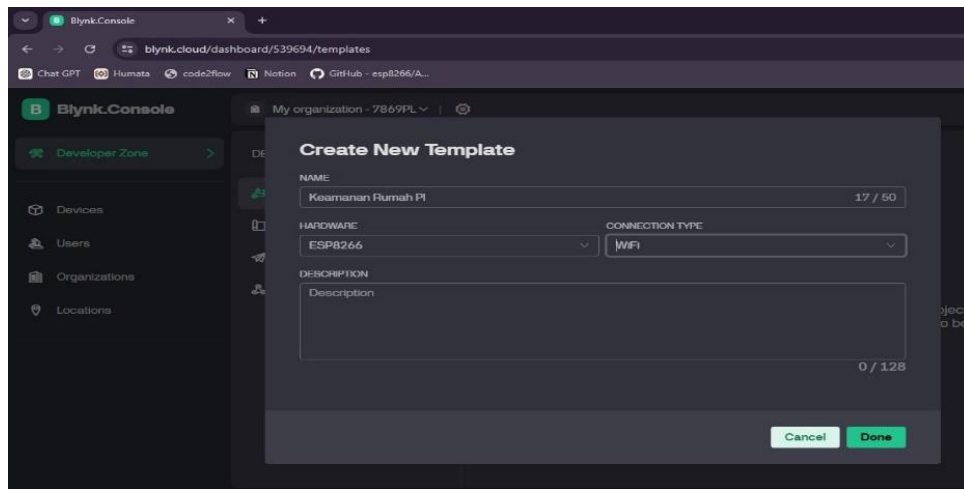 Blynk.Console
blynk.cloud/dashboard/539694/templates
Chat GPT Humata code2flow Notion GitHub - esp8266/A...
B Blynk.Console My organization - 7869PL
Developer Zone DE
Create New Template
NAME
Keamanan Rumah PI 17 / 50
HARDWARE CONNECTION TYPE
ESP8266 WiFi
DESCRIPTION
Description
0 / 128
Devices
Users
Organizations
Locations
Cancel Done